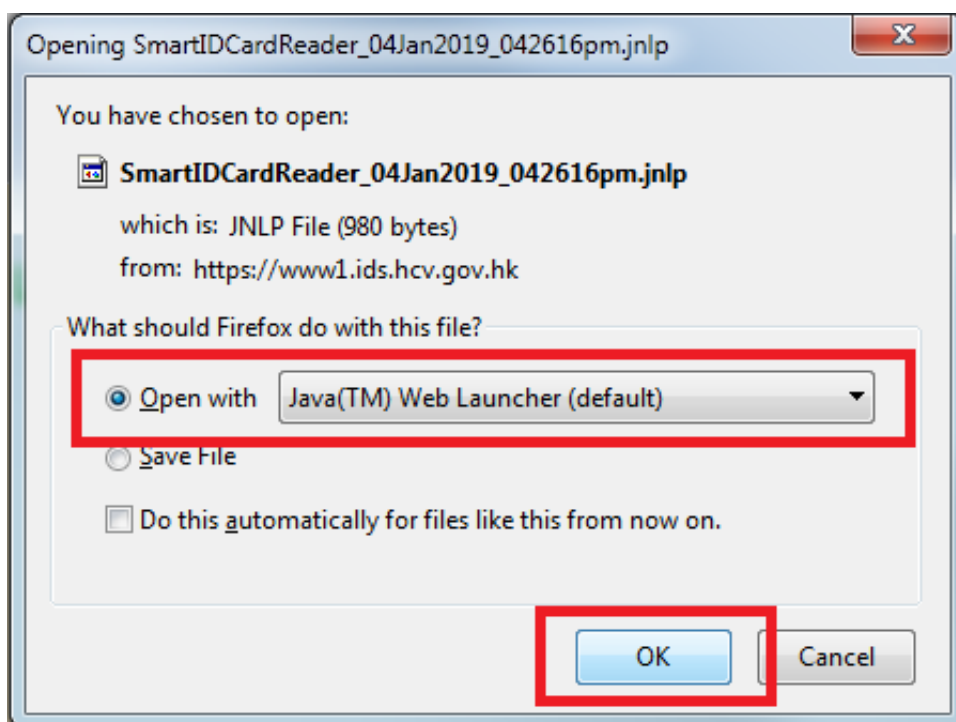 Opening SmartIDCardReader_04Jan2019_042616pm.jnlp
You have chosen to open:
SmartIDCardReader_04Jan2019_042616pm.jnlp
which is: JNLP File (980 bytes)
from: https://www1.ids.hcv.gov.hk
What should Firefox do with this file?
Open with Java(TM) Web Launcher (default)
Save File
Do this automatically for files like this from now on.
OK Cancel